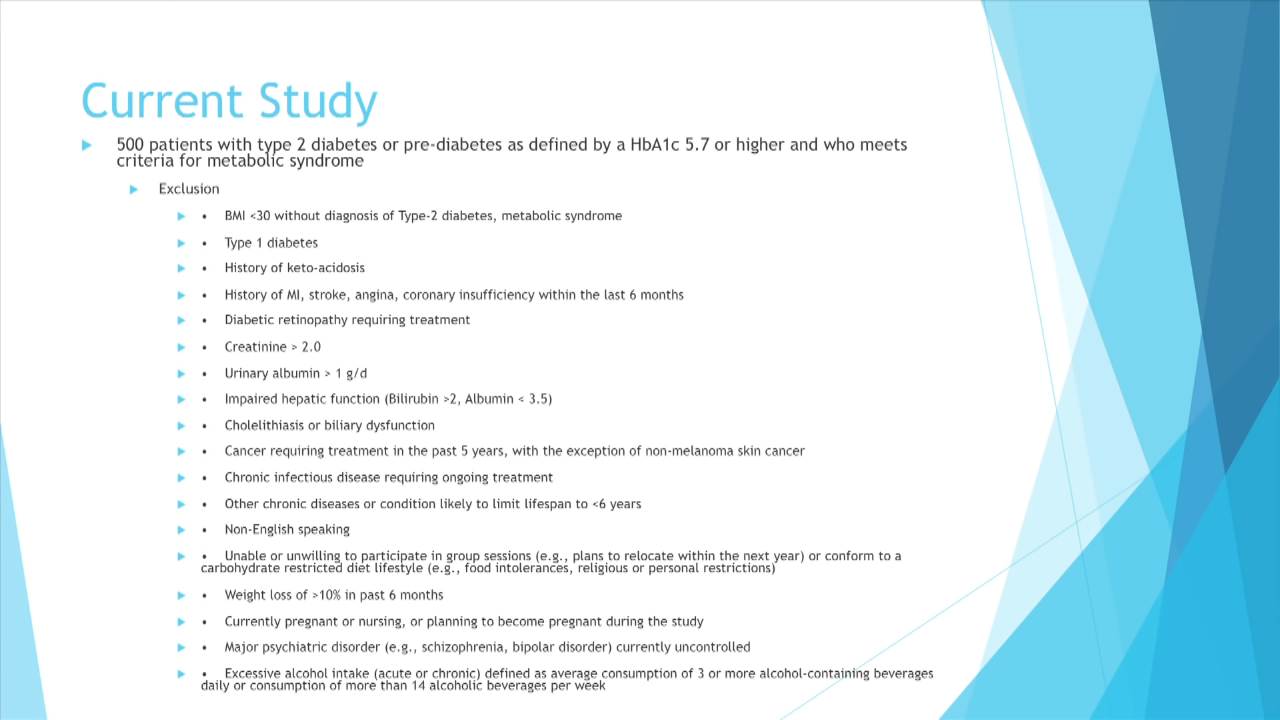 Current Study
500 patients with type 2 diabetes or pre-diabetes as defined by a HbA1c 5.7 or higher and who meets
criteria for metabolic syndrome
Exclusion
• BMI <30 without diagnosis of Type-2 diabetes, metabolic syndrome
• Type 1 diabetes
• History of keto-acidosis
• History of MI, stroke, angina, coronary insufficiency within the last 6 months
• Diabetic retinopathy requiring treatment
• Creatinine > 2.0
• Urinary albumin > 1 g/d
• Impaired hepatic function (Bilirubin >2, Albumin < 3.5)
• Cholelithiasis or biliary dysfunction
• Cancer requiring treatment in the past 5 years, with the exception of non-melanoma skin cancer
• Chronic infectious disease requiring ongoing treatment
• Other chronic diseases or condition likely to limit lifespan to <6 years
• Non-English speaking
• Unable or unwilling to participate in group sessions (e.g., plans to relocate within the next year) or conform to a
carbohydrate restricted diet lifestyle (e.g., food intolerances, religious or personal restrictions)
• Weight loss of >10% in past 6 months
• Currently pregnant or nursing, or planning to become pregnant during the study
• Major psychiatric disorder (e.g., schizophrenia, bipolar disorder) currently uncontrolled
• Excessive alcohol intake (acute or chronic) defined as average consumption of 3 or more alcohol-containing beverages
daily or consumption of more than 14 alcoholic beverages per week